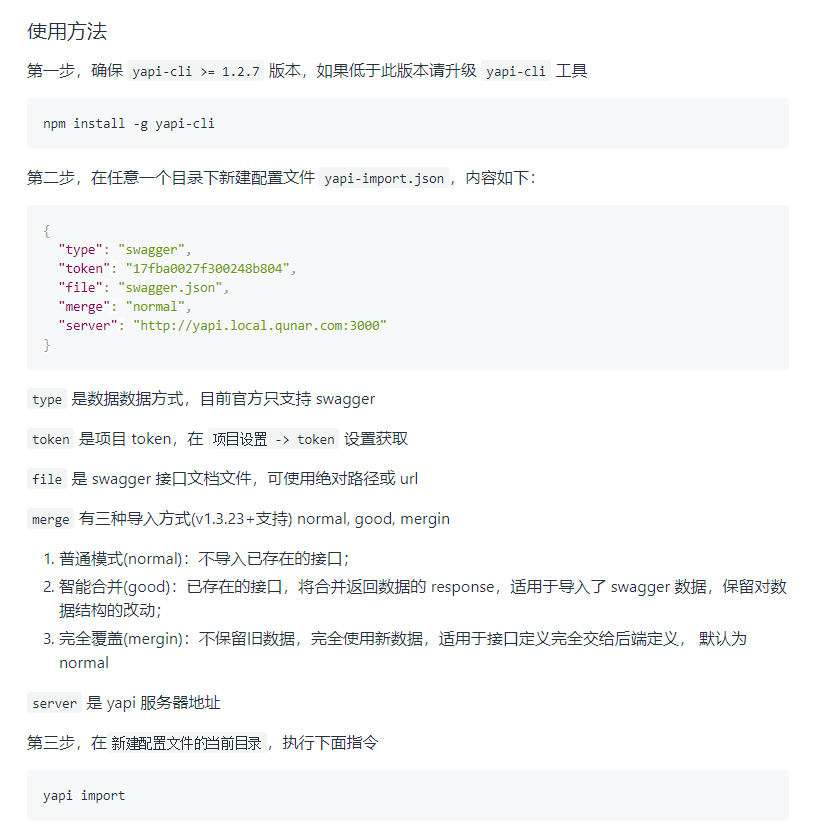 使用方法
第一步，确保 yapi-cli >= 1.2.7 版本，如果低于此版本请升级 yapi-cli 工具
npm install -g yapi-cli
第二步，在任意一个目录下新建配置文件 yapi-import.json ，内容如下：
{
  "type": "swagger",
  "token": "17fba0027f300248b804",
  "file": "swagger.json",
  "merge": "normal",
  "server": "http://yapi.local.qunar.com:3000"
}
type 是数据数据方式，目前官方只支持 swagger
token 是项目 token，在 项目设置 -> token 设置获取
file 是 swagger 接口文档文件，可使用绝对路径或 url
merge 有三种导入方式(v1.3.23+支持) normal, good, mergin
1. 普通模式(normal)：不导入已存在的接口；
2. 智能合并(good)：已存在的接口，将合并返回数据的 response，适用于导入了 swagger 数据，保留对数
据结构的改动；
3. 完全覆盖(mergin)：不保留旧数据，完全使用新数据，适用于接口定义完全交给后端定义， 默认为
normal
server 是 yapi 服务器地址
第三步，在 新建配置文件的当前目录 ，执行下面指令
yapi import